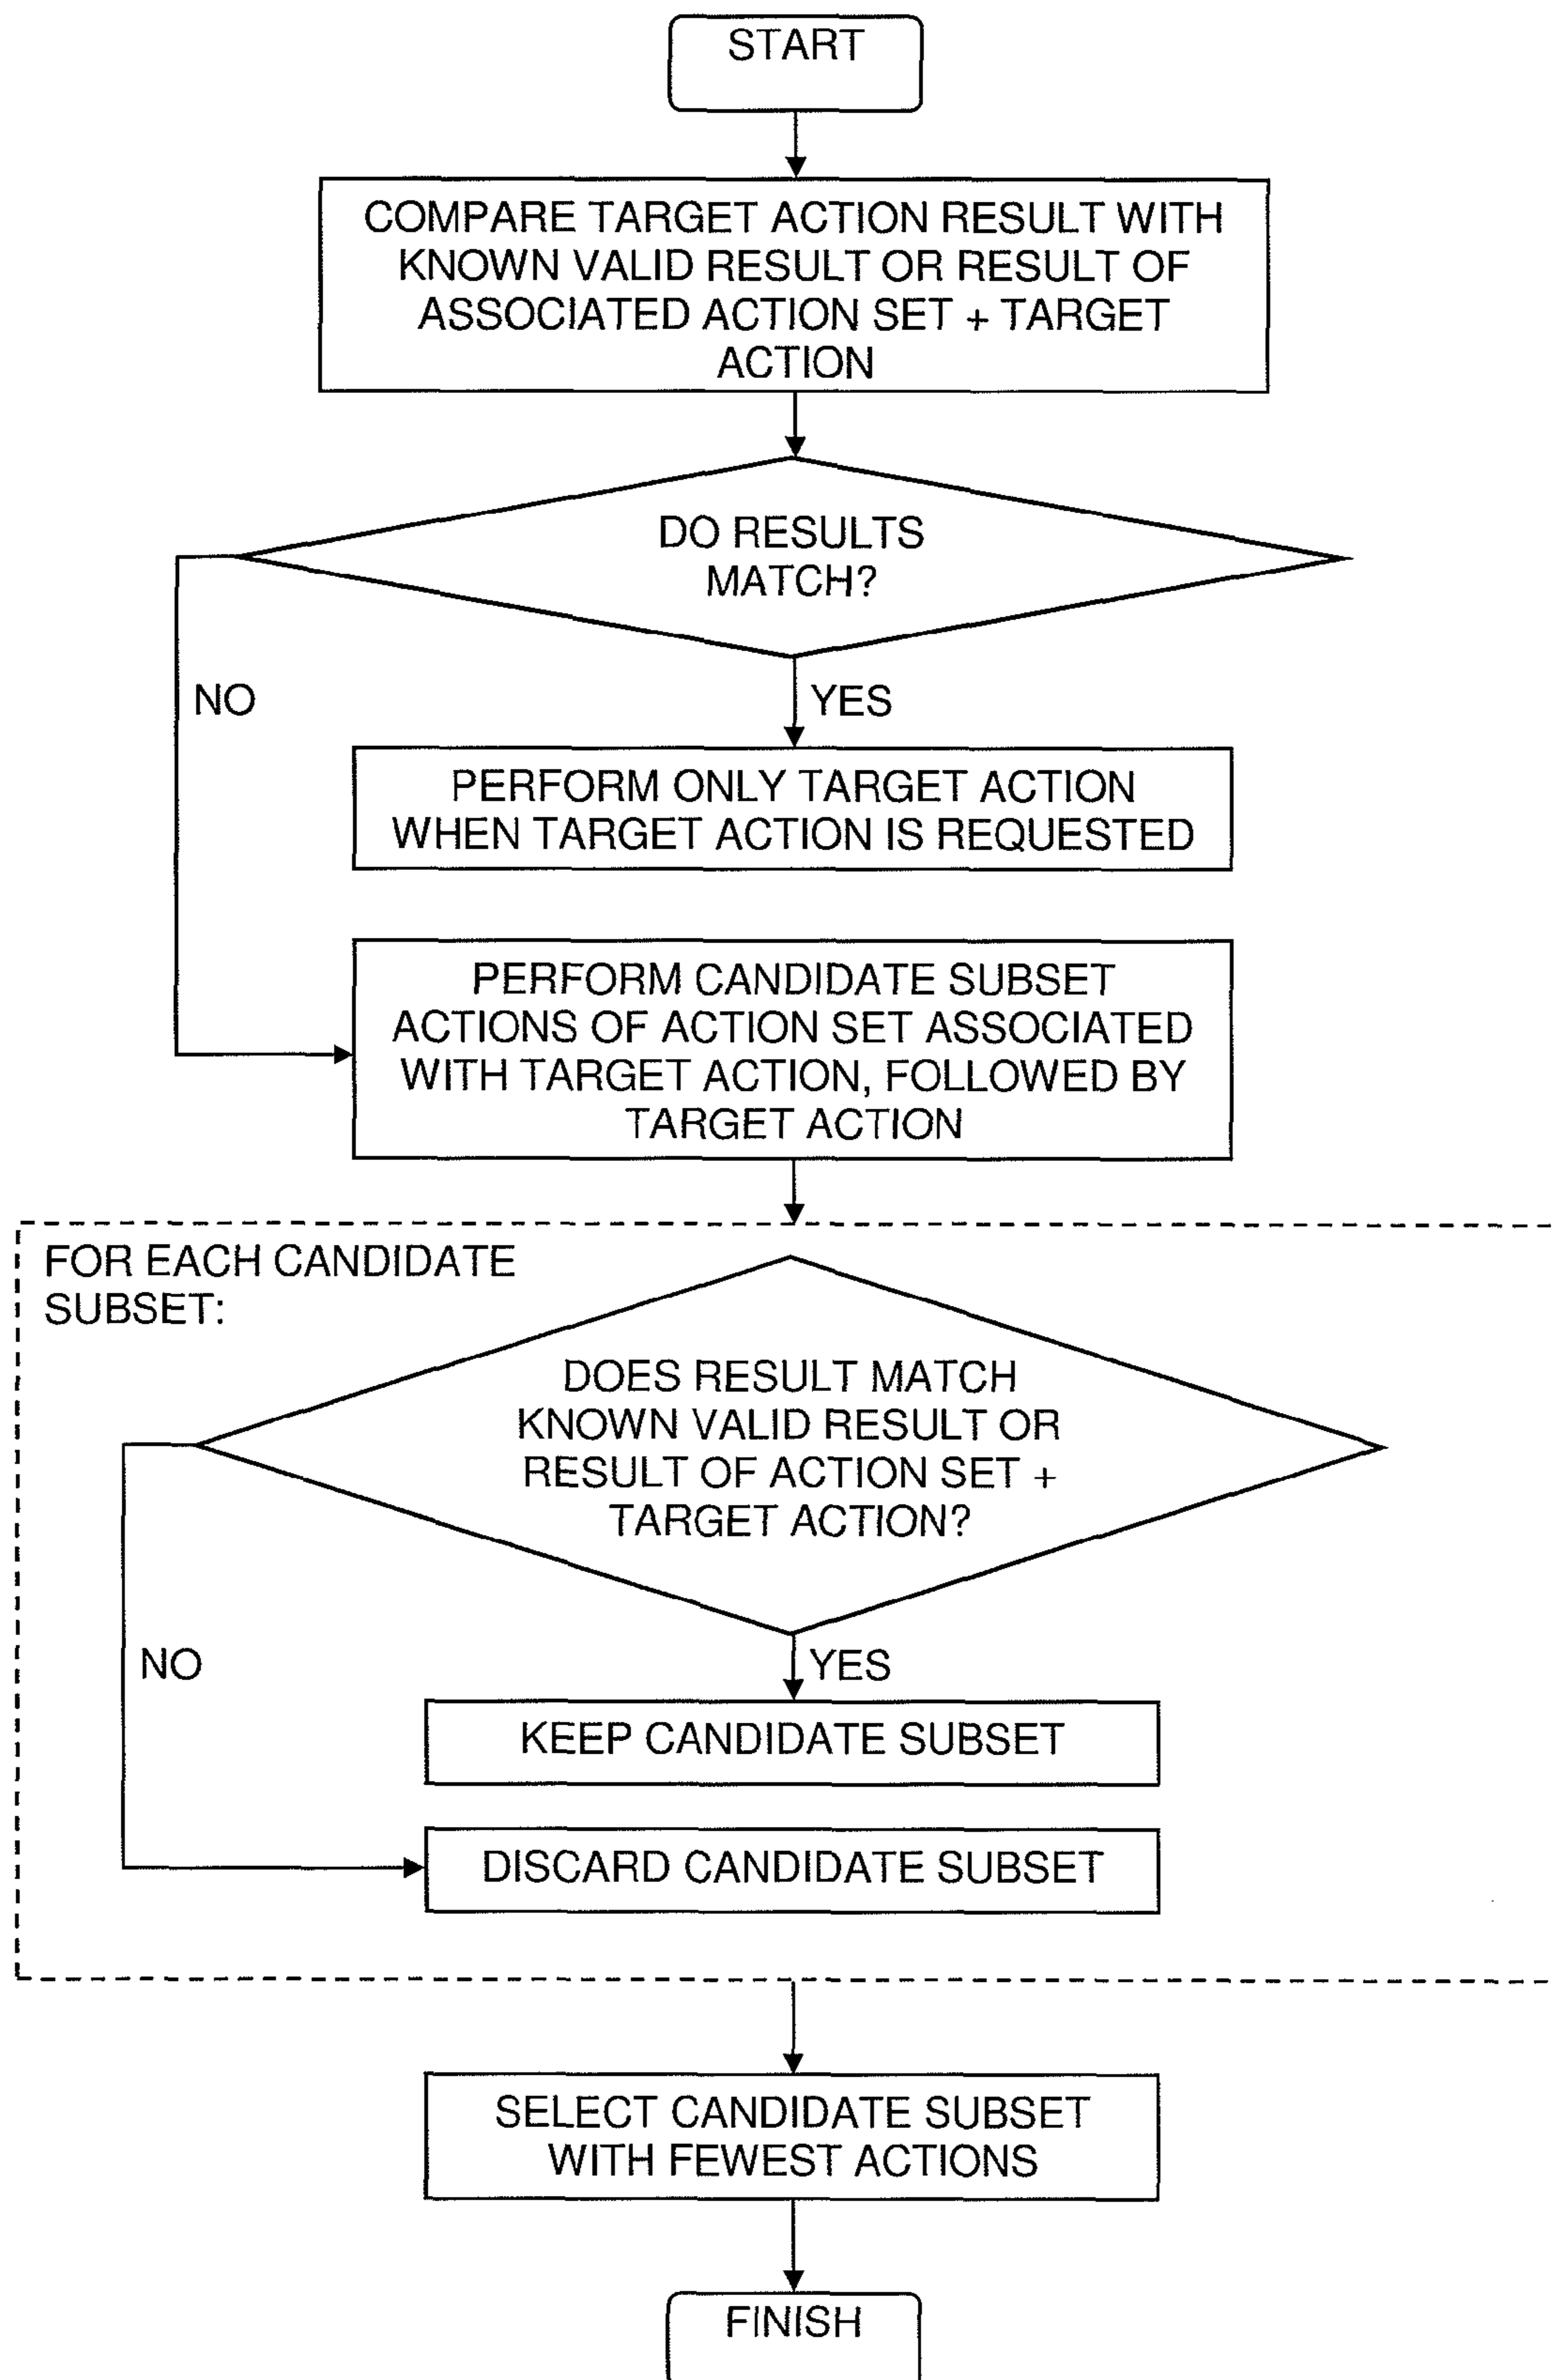 START
COMPARE TARGET ACTION RESULT WITH
KNOWN VALID RESULT OR RESULT OF
ASSOCIATED ACTION SET + TARGET
ACTION
DO RESULTS
MATCH?
NO
YES
PERFORM ONLY TARGET ACTION
WHEN TARGET ACTION IS REQUESTED
PERFORM CANDIDATE SUBSET
ACTIONS OF ACTION SET ASSOCIATED
WITH TARGET ACTION, FOLLOWED BY
TARGET ACTION
FOR EACH CANDIDATE
SUBSET:
DOES RESULT MATCH
KNOWN VALID RESULT OR
RESULT OF ACTION SET +
TARGET ACTION?
NO
YES
KEEP CANDIDATE SUBSET
DISCARD CANDIDATE SUBSET
SELECT CANDIDATE SUBSET
WITH FEWEST ACTIONS
FINISH